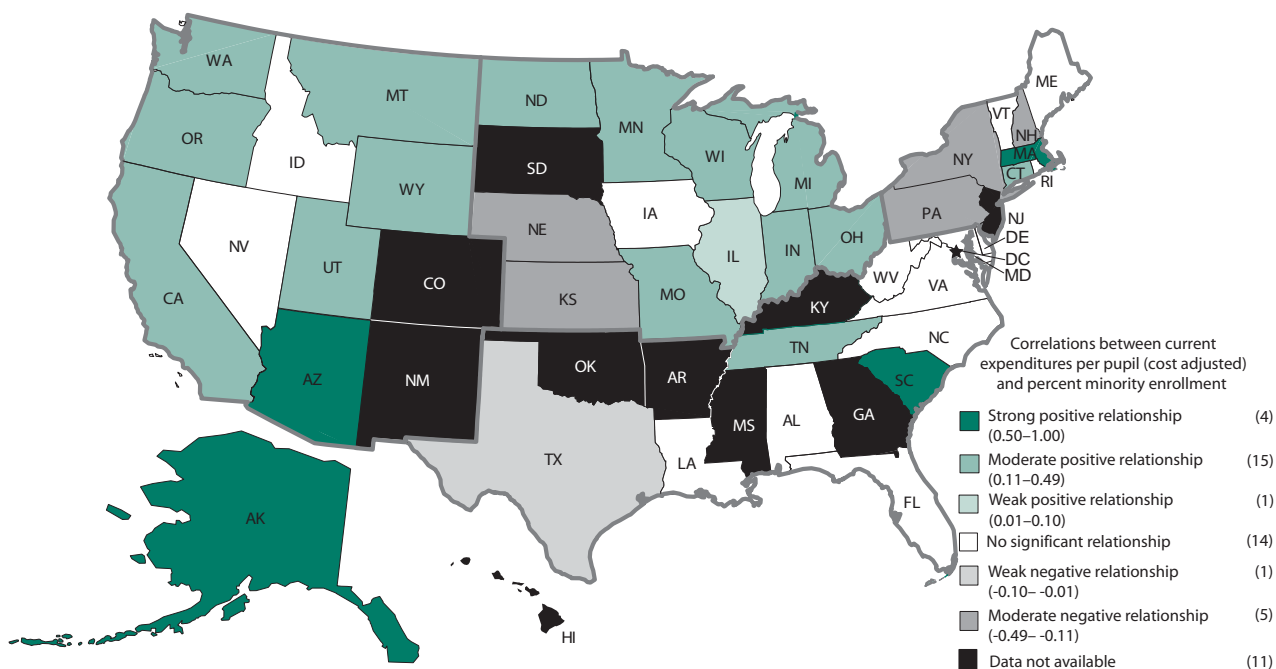 WA
MT
ND
MN
ME
VT
NH
OR
ID
WY
SD
WI
MI
NY
MA
CT
RI
IA
NE
PA
NJ
NV
UT
CO
IL
IN
OH
DE
DC
MD
CA
KS
MO
WV
VA
KY
AZ
NM
OK
AR
TN
NC
SC
MS
AL
GA
TX
LA
FL
AK
HI
Correlations between current
expenditures per pupil (cost adjusted)
and percent minority enrollment
Strong positive relationship (4)
(0.50–1.00)
Moderate positive relationship (15)
(0.11–0.49)
Weak positive relationship (1)
(0.01–0.10)
No significant relationship (14)
Weak negative relationship (1)
(-0.10– -0.01)
Moderate negative relationship (5)
(-0.49– -0.11)
Data not available (11)